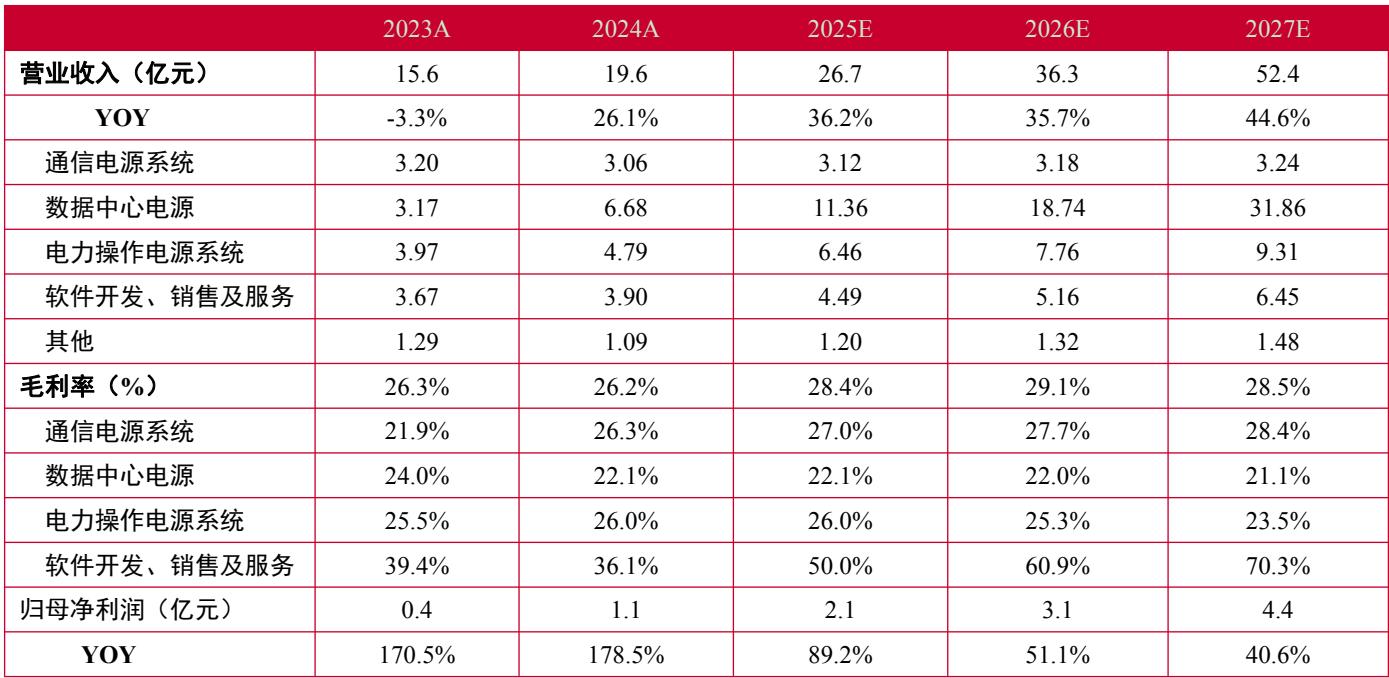 2023A 2024A 2025E 2026E 2027E
营业收入（亿元） 15.6 19.6 26.7 36.3 52.4
YOY -3.3% 26.1% 36.2% 35.7% 44.6%
通信电源系统 3.20 3.06 3.12 3.18 3.24
数据中心电源 3.17 6.68 11.36 18.74 31.86
电力操作电源系统 3.97 4.79 6.46 7.76 9.31
软件开发、销售及服务 3.67 3.90 4.49 5.16 6.45
其他 1.29 1.09 1.20 1.32 1.48
毛利率（%） 26.3% 26.2% 28.4% 29.1% 28.5%
通信电源系统 21.9% 26.3% 27.0% 27.7% 28.4%
数据中心电源 24.0% 22.1% 22.1% 22.0% 21.1%
电力操作电源系统 25.5% 26.0% 26.0% 25.3% 23.5%
软件开发、销售及服务 39.4% 36.1% 50.0% 60.9% 70.3%
归母净利润（亿元） 0.4 1.1 2.1 3.1 4.4
YOY 170.5% 178.5% 89.2% 51.1% 40.6%